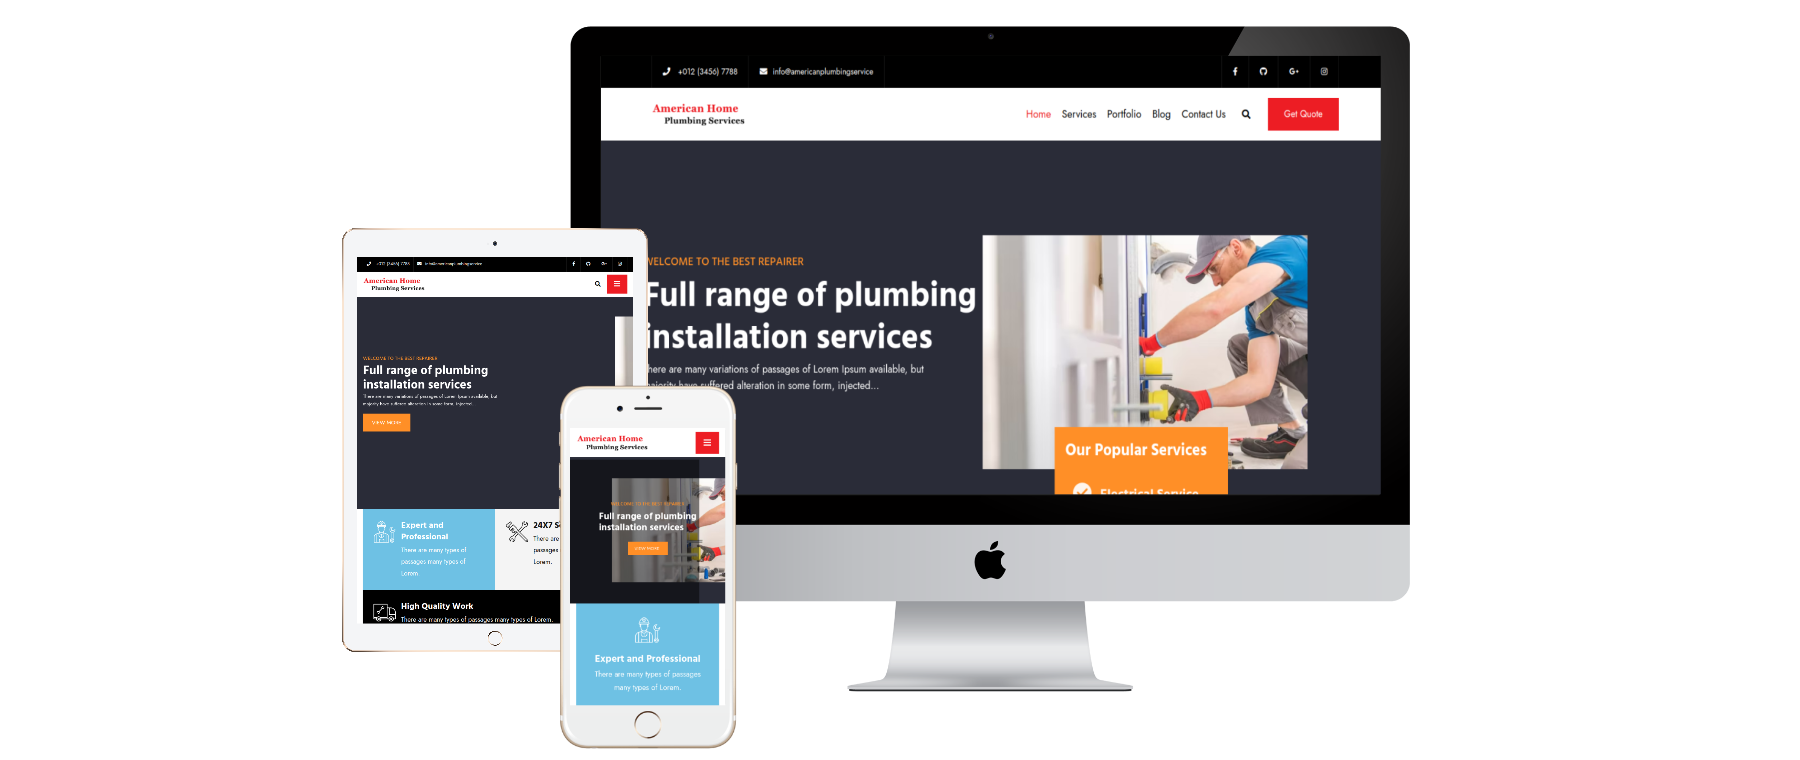 +012 (3456) 7788
info@americanplumbingservice
G+
American Home
Plumbing Services
Home
Services
Portfolio
Blog
Contact Us
Get Quote
WELCOME TO THE BEST REPAIRER
Full range of plumbing
installation services
here are many variations of passages of Lorem Ipsum available, but
majority have suffered alteration in some form, injected...
Our Popular Services
Electrical Service
+012 (3456) 7788
info@americanplumbingservice
G+
American Home
Plumbing Services
WELCOME TO THE BEST REPAIRER
Full range of plumbing
installation services
There are many variations of passages of Lorem Ipsum available, but
majority have suffered alteration in some form, injected...
VIEW MORE
Expert and
Professional
There are many types of
passages many types of
Lorem.
24X7 S
There are
passages
Lorem.
High Quality Work
There are many types of passages many types of Lorem.
American Home
Plumbing Services
WELCOME TO THE BEST REPAIRER
Full range of plumbing
installation services
VIEW MORE
Expert and Professional
There are many types of passages
many types of Lorem.